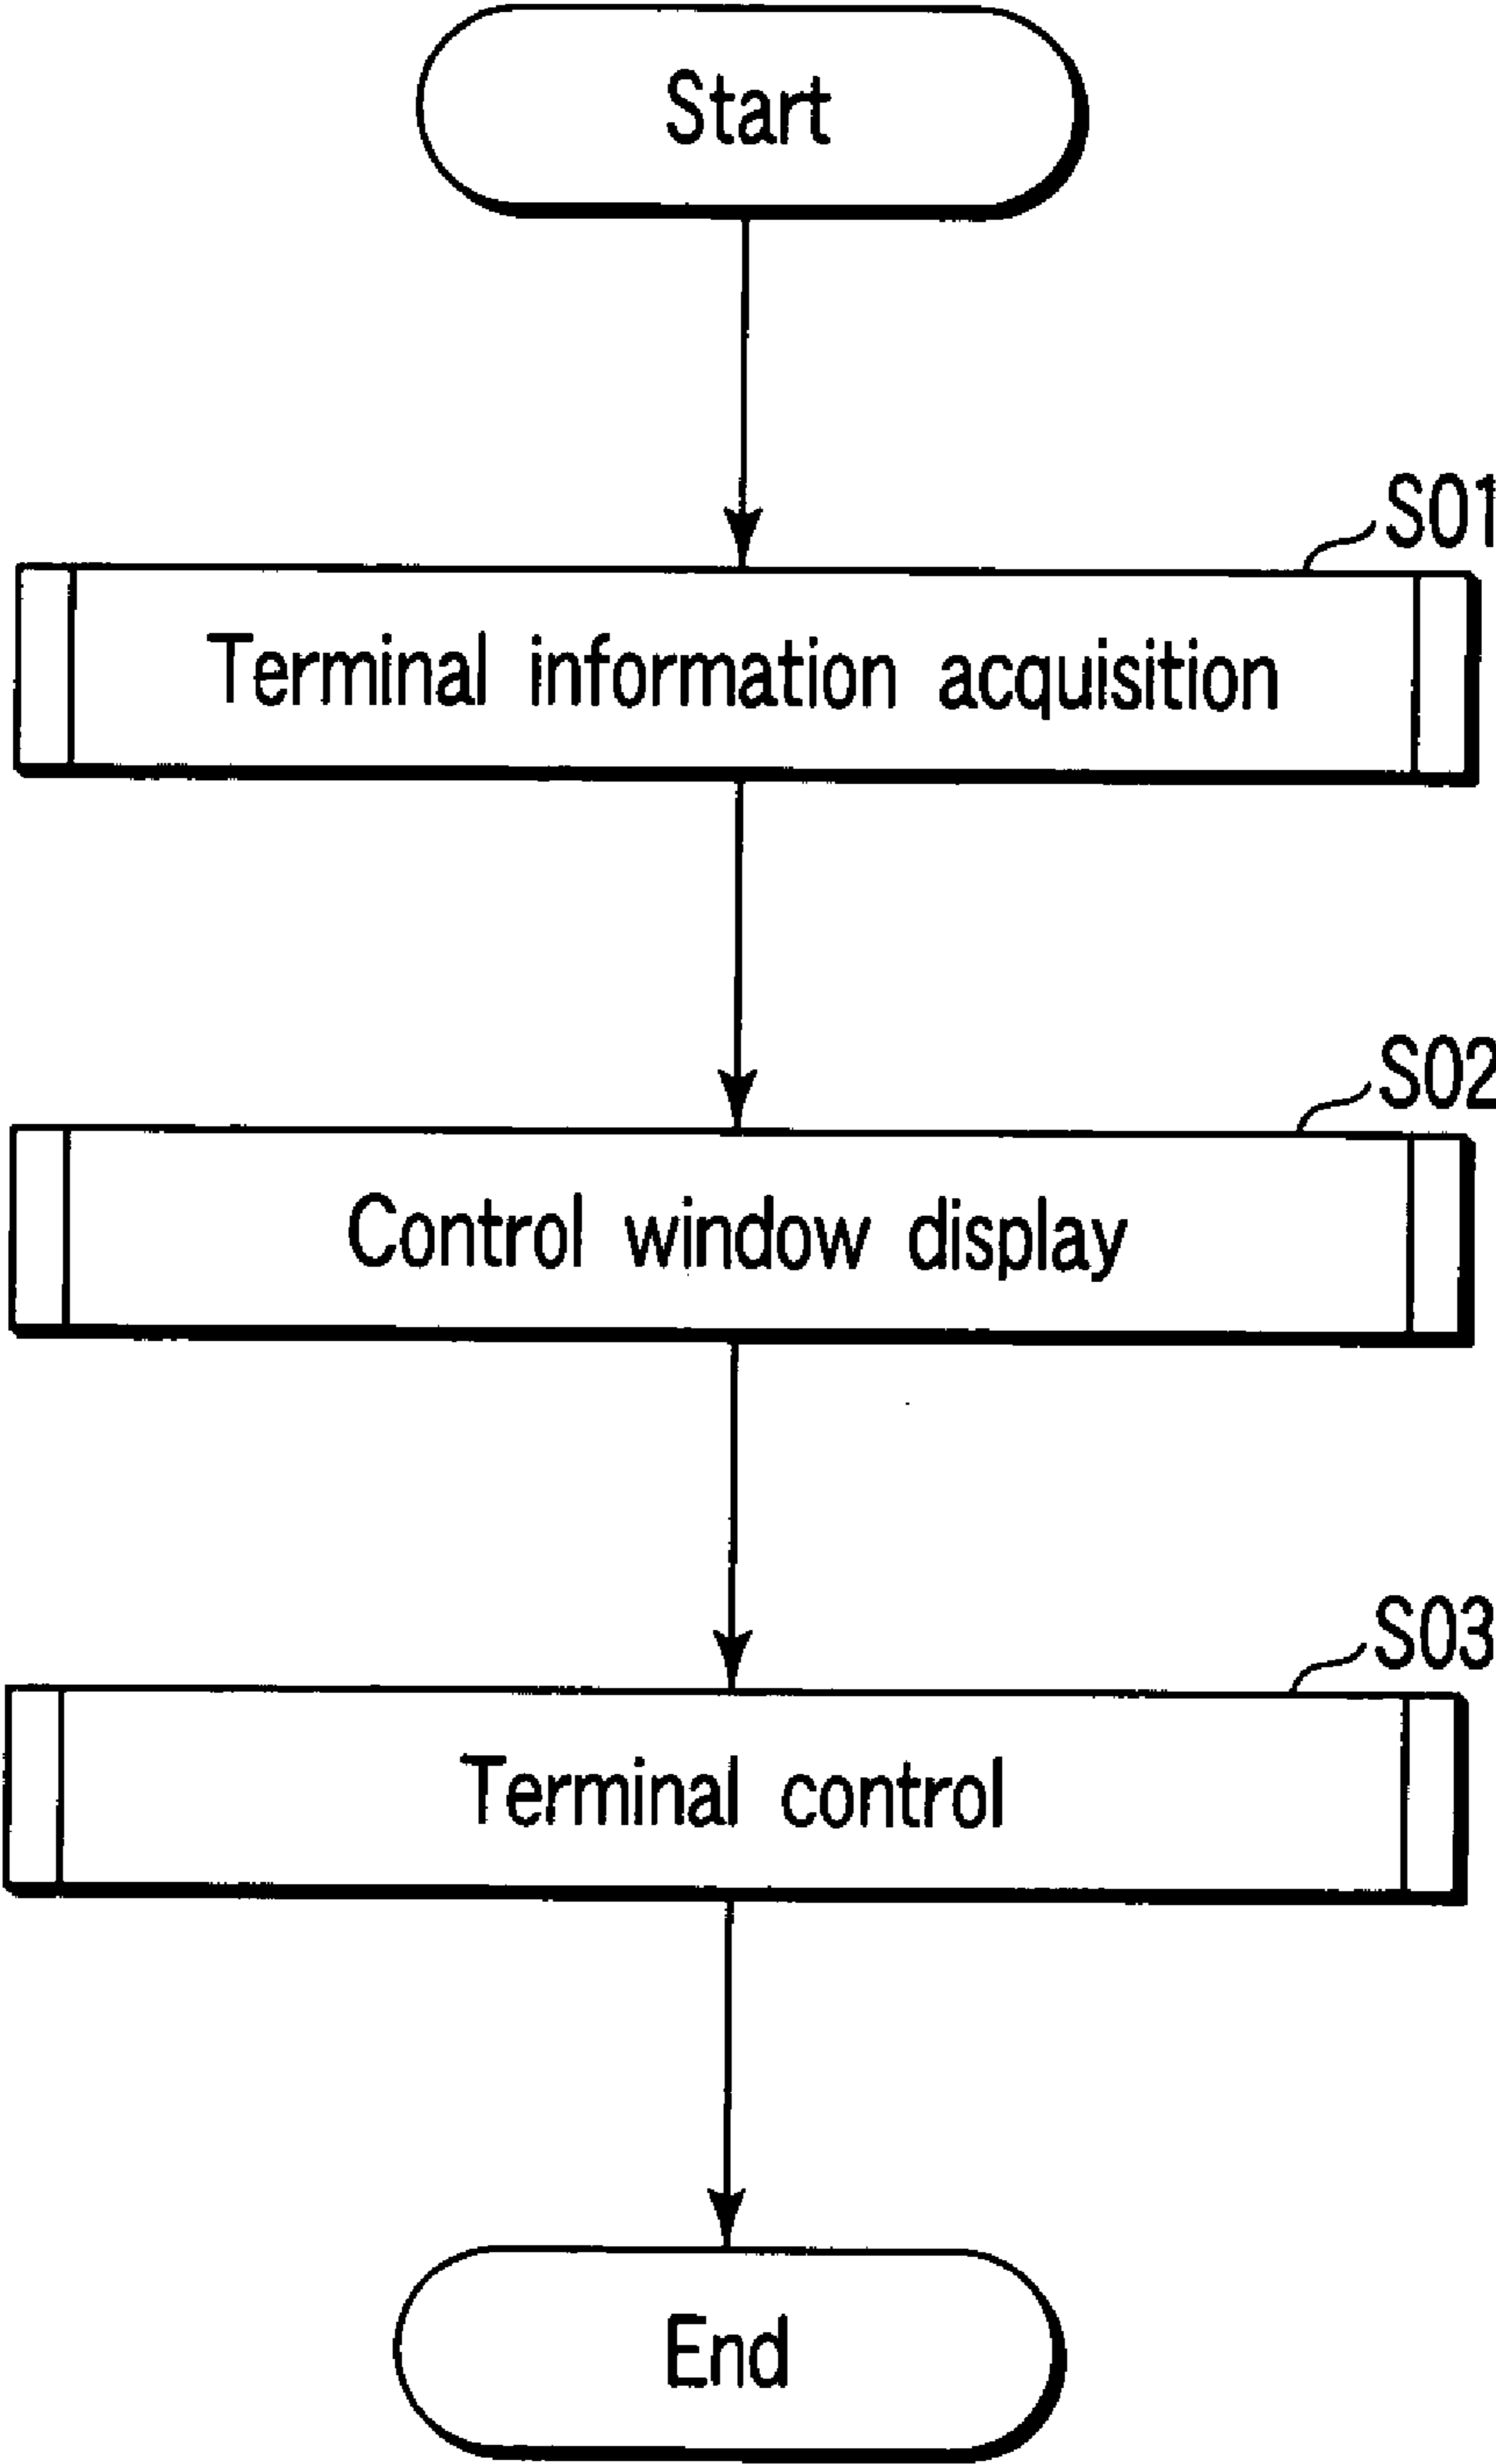 Start
S01
Terminal information acquisition
S02
Control window display
S03
Terminal control
End